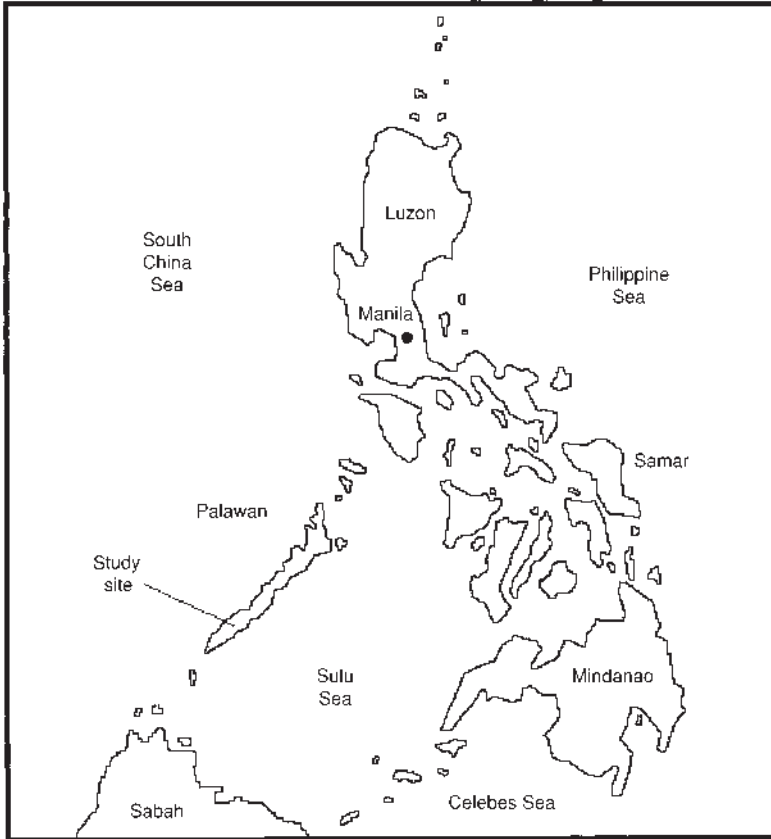 Luzon
South
China
Sea
Philippine
Sea
Manila
Samar
Palawan
Study
site
Sulu
Sea
Mindanao
Sabah
Celebes Sea